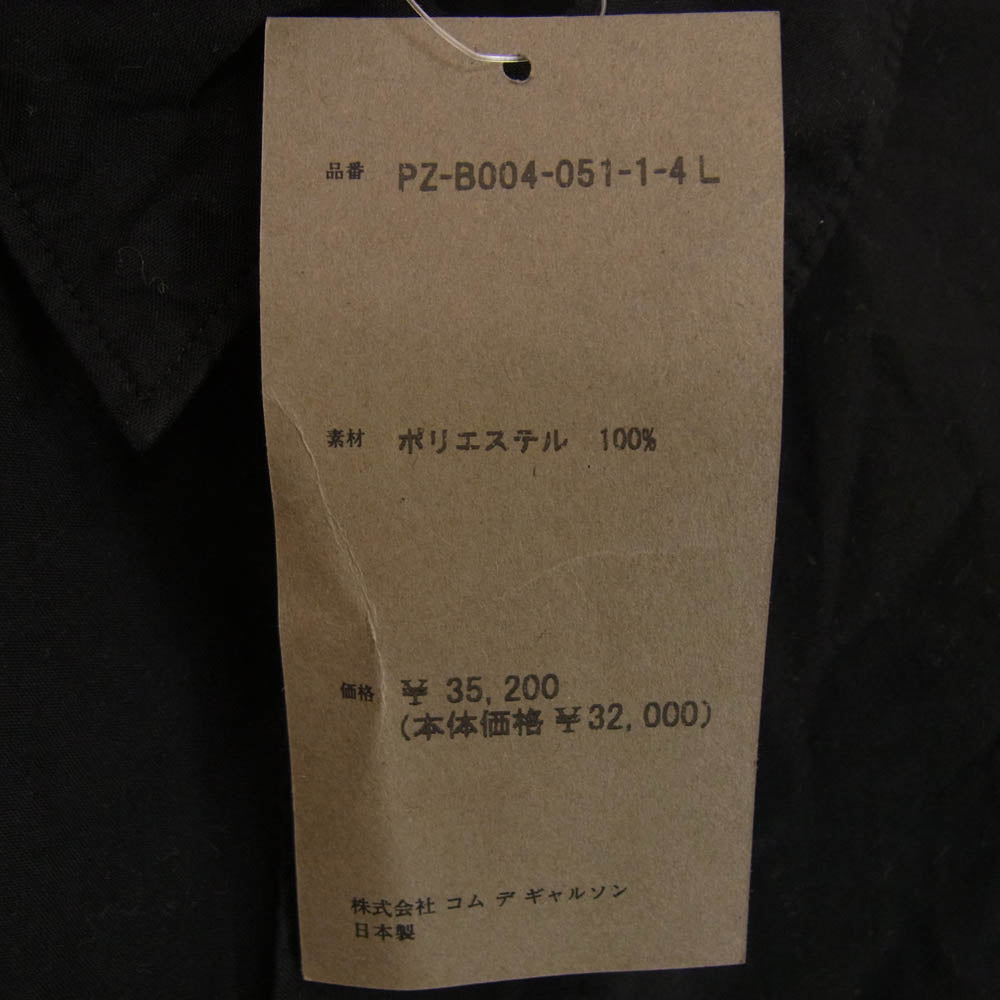 品番 PZ-B004-051-1-4 L
素材 ポリエステル 100%
価格 ¥ 35,200
(本体価格 ¥32,000)
株式会社 コム デ ギャルソン
日本製